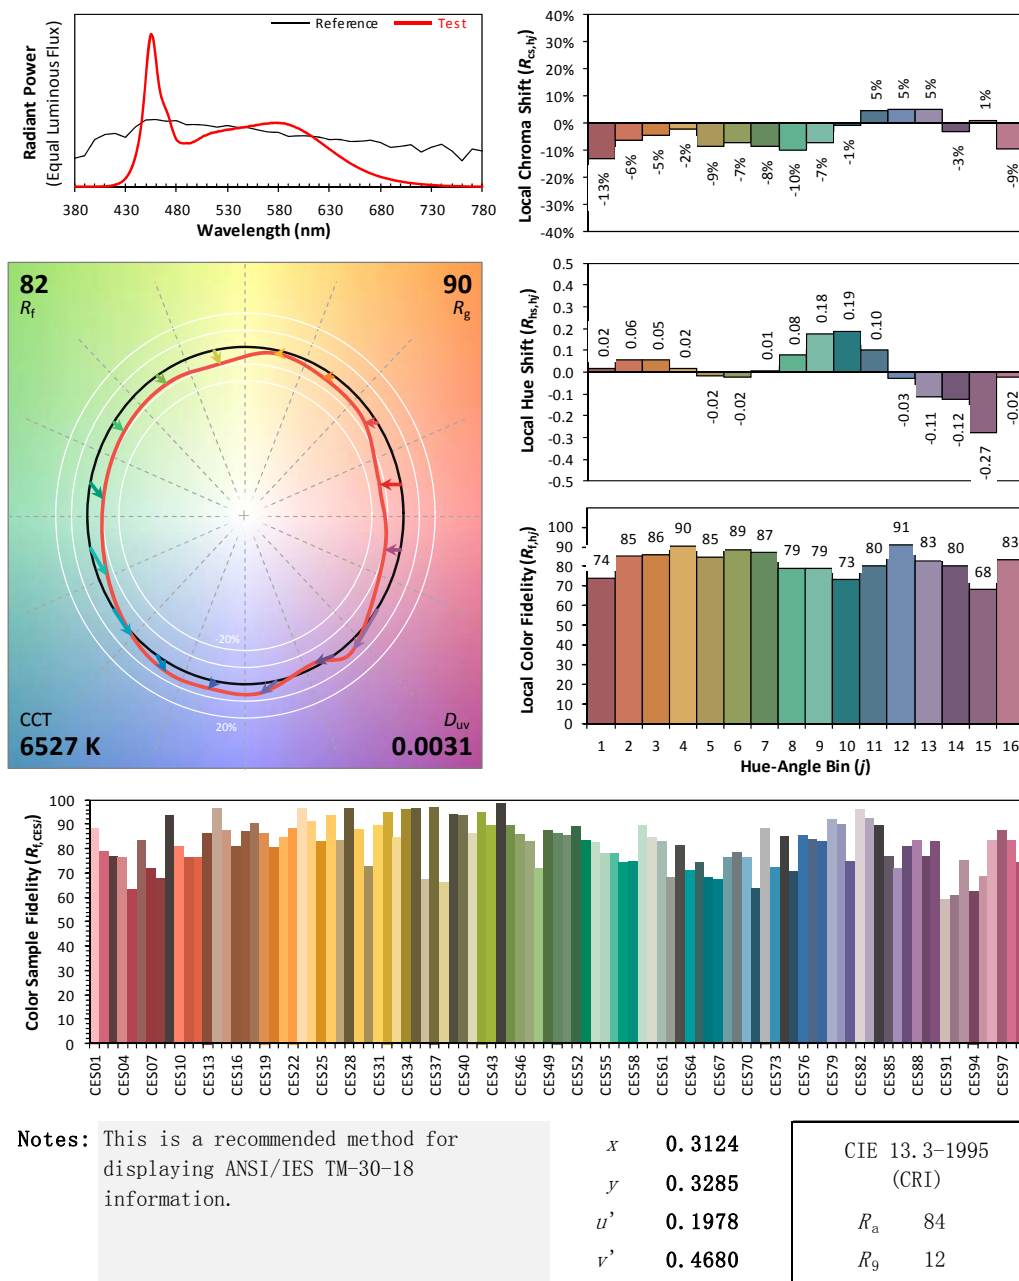 Reference Test
Radiant Power
(Equal Luminous Flux)
380 430 480 530 580 630 680 730 780
Wavelength (nm)
Local Chroma Shift (Rcs,hj)
40%
30%
20%
10%
0%
-10%
-20%
-30%
-40%
-13% -6% -5% -2% -9% -7% -8% -10% -7% -1% 5% 5% 5% -3% 1% -9%
82
Rf
90
Rg
-20%
20%
CCT
6527 K
Duv
0.0031
Local Hue Shift (Rhs,hj)
0.5
0.4
0.3
0.2
0.1
0.0
-0.1
-0.2
-0.3
-0.4
-0.5
0.02 0.06 0.05 0.02 -0.02 -0.02 0.01 0.08 0.18 0.19 0.10 -0.03 -0.11 -0.12 -0.27 -0.02
Local Color Fidelity (Rf,hj)
100
90
80
70
60
50
40
30
20
10
0
74 85 86 90 85 89 87 79 79 73 80 91 83 80 68 83
1 2 3 4 5 6 7 8 9 10 11 12 13 14 15 16
Hue-Angle Bin (j)
Color Sample Fidelity (Rf,CESi)
100
90
80
70
60
50
40
30
20
10
0
CES01 CES04 CES07 CES10 CES13 CES16 CES19 CES22 CES25 CES28 CES31 CES34 CES37 CES40 CES43 CES46 CES49 CES52 CES55 CES58 CES61 CES64 CES67 CES70 CES73 CES76 CES79 CES82 CES85 CES88 CES91 CES94 CES97
Notes: This is a recommended method for
displaying ANSI/IES TM-30-18
information.
x 0.3124
y 0.3285
u' 0.1978
v' 0.4680
CIE 13.3-1995
(CRI)
Ra 84
R9 12